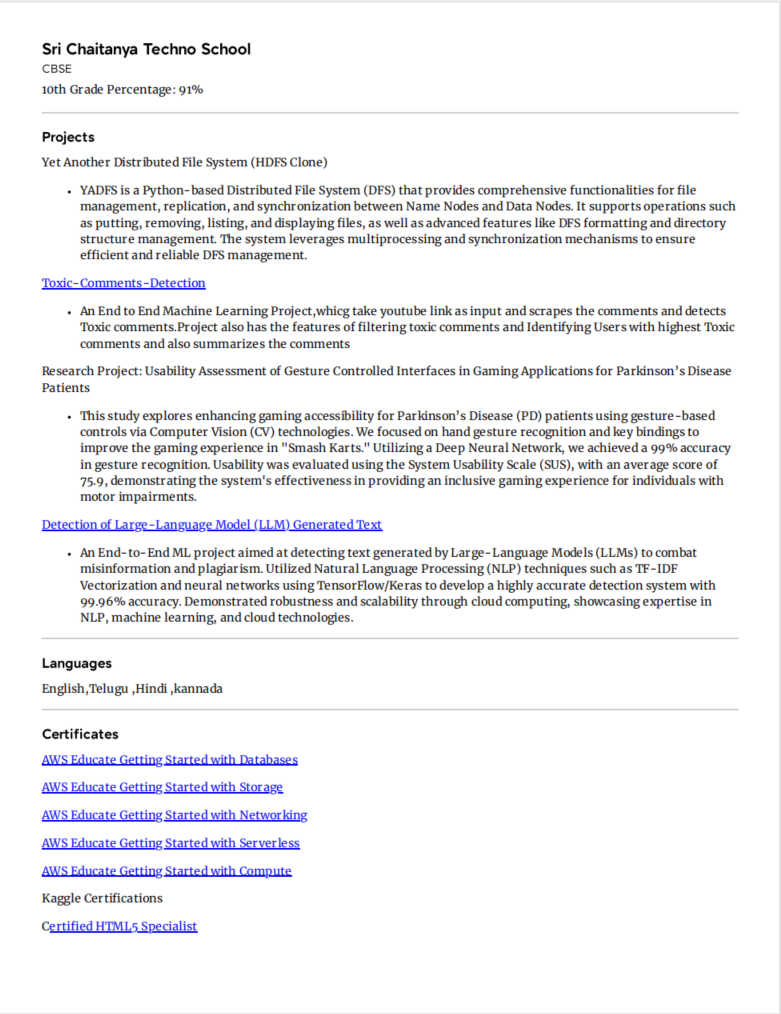 Sri Chaitanya Techno School
CBSE
10th Grade Percentage: 91%
Projects
Yet Another Distributed File System (HDFS Clone)
• YADFS is a Python-based Distributed File System (DFS) that provides comprehensive functionalities for file
management, replication, and synchronization between Name Nodes and Data Nodes. It supports operations such
as putting, removing, listing, and displaying files, as well as advanced features like DFS formatting and directory
structure management. The system leverages multiprocessing and synchronization mechanisms to ensure
efficient and reliable DFS management.
Toxic-Comments-Detection
• An End to End Machine Learning Project,whicg take youtube link as input and scrapes the comments and detects
Toxic comments.Project also has the features of filtering toxic comments and Identifying Users with highest Toxic
comments and also summarizes the comments
Research Project: Usability Assessment of Gesture Controlled Interfaces in Gaming Applications for Parkinson's Disease
Patients
• This study explores enhancing gaming accessibility for Parkinson's Disease (PD) patients using gesture-based
controls via Computer Vision (CV) technologies. We focused on hand gesture recognition and key bindings to
improve the gaming experience in "Smash Karts." Utilizing a Deep Neural Network, we achieved a 99% accuracy
in gesture recognition. Usability was evaluated using the System Usability Scale (SUS), with an average score of
75.9, demonstrating the system's effectiveness in providing an inclusive gaming experience for individuals with
motor impairments.
Detection of Large-Language Model (LLM) Generated Text
• An End-to-End ML project aimed at detecting text generated by Large-Language Models (LLMs) to combat
misinformation and plagiarism. Utilized Natural Language Processing (NLP) techniques such as TF-IDF
Vectorization and neural networks using TensorFlow/Keras to develop a highly accurate detection system with
99.96% accuracy. Demonstrated robustness and scalability through cloud computing, showcasing expertise in
NLP, machine learning, and cloud technologies.
Languages
English,Telugu ,Hindi ,kannada
Certificates
AWS Educate Getting Started with Databases
AWS Educate Getting Started with Storage
AWS Educate Getting Started with Networking
AWS Educate Getting Started with Serverless
AWS Educate Getting Started with Compute
Kaggle Certifications
Certified HTML5 Specialist